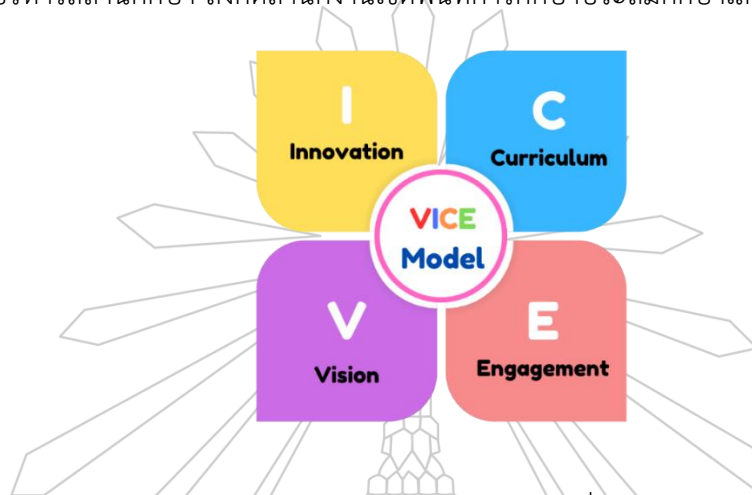 I
Innovation
C
Curriculum
VICE
Model
V
Vision
E
Engagement